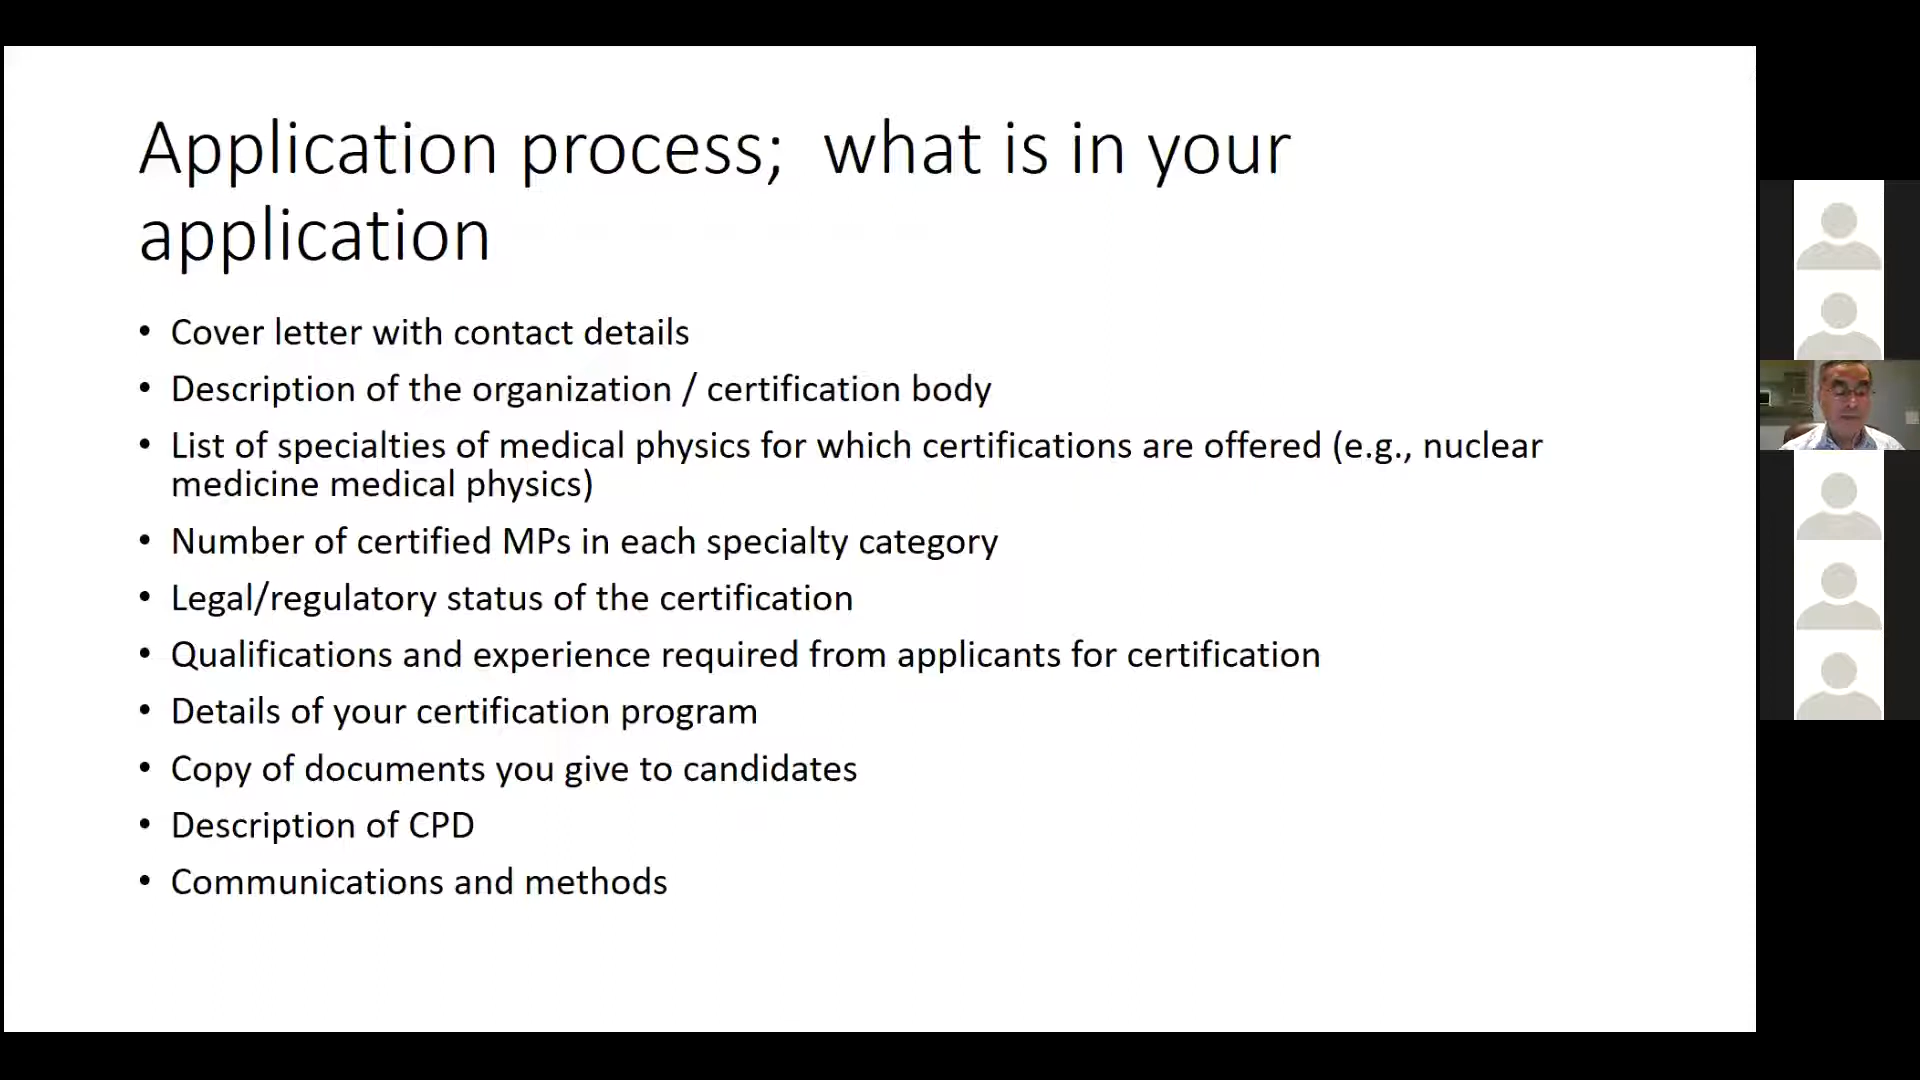 Application process;  what is in your
application
• Cover letter with contact details
• Description of the organization / certification body
• List of specialties of medical physics for which certifications are offered (e.g., nuclear
medicine medical physics)
• Number of certified MPs in each specialty category
• Legal/regulatory status of the certification
• Qualifications and experience required from applicants for certification
• Details of your certification program
• Copy of documents you give to candidates
• Description of CPD
• Communications and methods